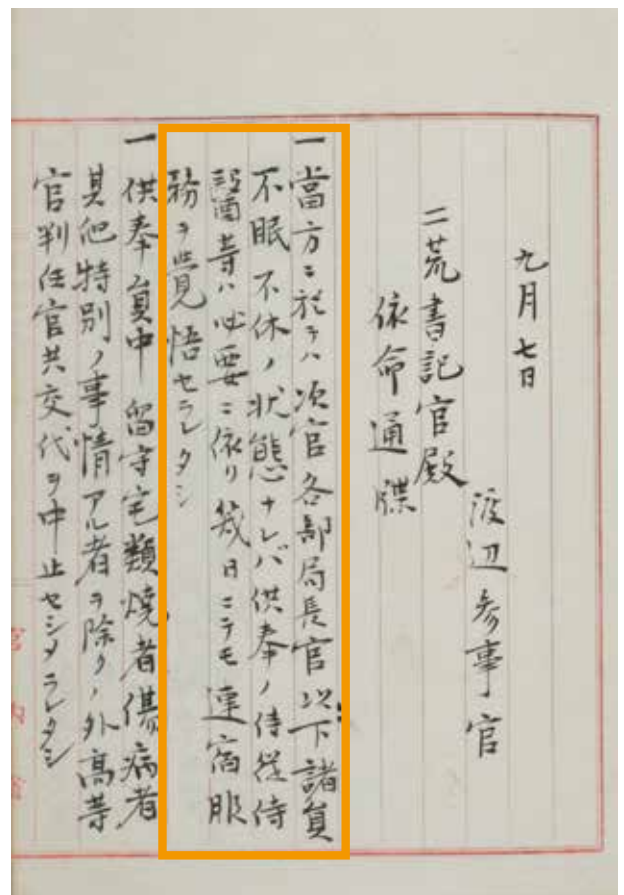 九月七日
渡辺参事官
二荒書記官殿
依命通牒
一當方ニ於テハ次官各部局長官以下諸員
不眠不休ノ状態ナレバ供奉ノ侍従侍
醫等ハ必要ニ依リ幾日ニテモ連宿服
務ヲ覚悟セラレタシ
一供奉員中留守宅類焼者傷病者
其他特別ノ事情アル者ヲ除クノ外高等
官判任官共交代ヲ中止セシメラレタシ
宮内省